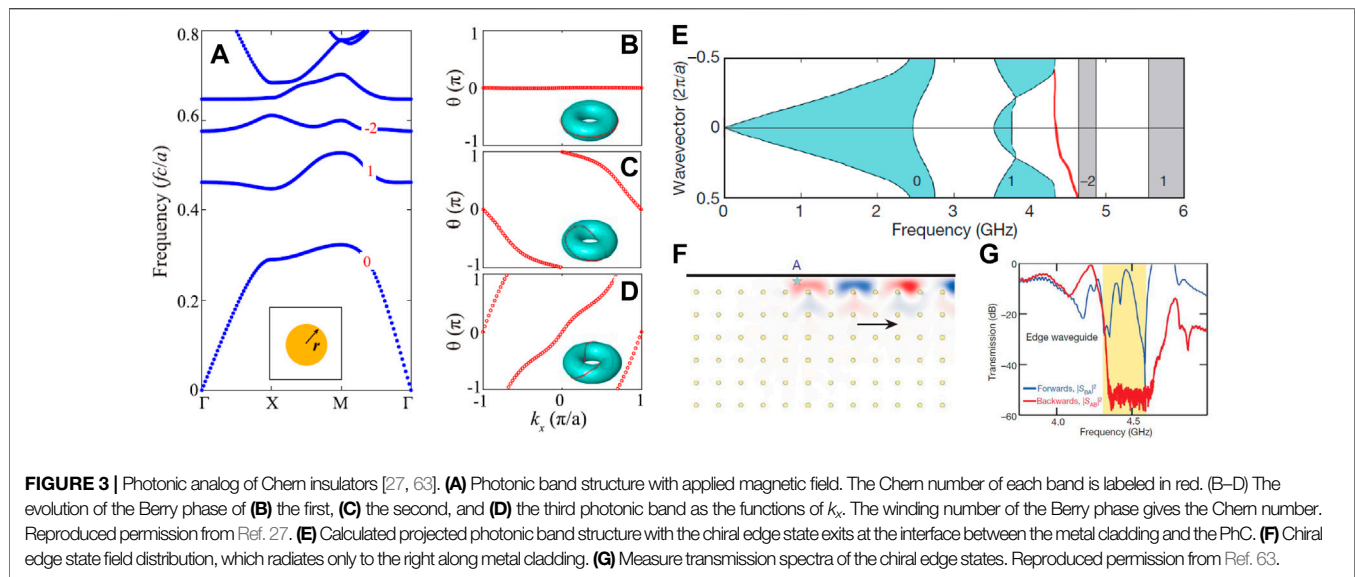 A
0.8
0.6
0.4
0.2
0
Frequency (fc/a)
-2
1
0
r
Γ
X
M
Γ
B
1
0
-1
θ (π)
C
1
0
-1
θ (π)
D
1
0
-1
θ (π)
-1
0
1
kx (π/a)
E
-0.5
0
0.5
Wavevector (2π/a)
0
1
-2
1
0
1
2
3
4
5
6
Frequency (GHz)
F
A
G
0
-20
-40
-60
Transmission (dB)
Edge waveguide
Forwards, |SBA|²
Backwards, |SAB|²
4.0
4.5
Frequency (GHz)
FIGURE 3 | Photonic analog of Chern insulators [27, 63]. (A) Photonic band structure with applied magnetic field. The Chern number of each band is labeled in red. (B–D) The
evolution of the Berry phase of (B) the first, (C) the second, and (D) the third photonic band as the functions of kx. The winding number of the Berry phase gives the Chern number.
Reproduced permission from Ref. 27. (E) Calculated projected photonic band structure with the chiral edge state exits at the interface between the metal cladding and the PhC. (F) Chiral
edge state field distribution, which radiates only to the right along metal cladding. (G) Measure transmission spectra of the chiral edge states. Reproduced permission from Ref. 63.